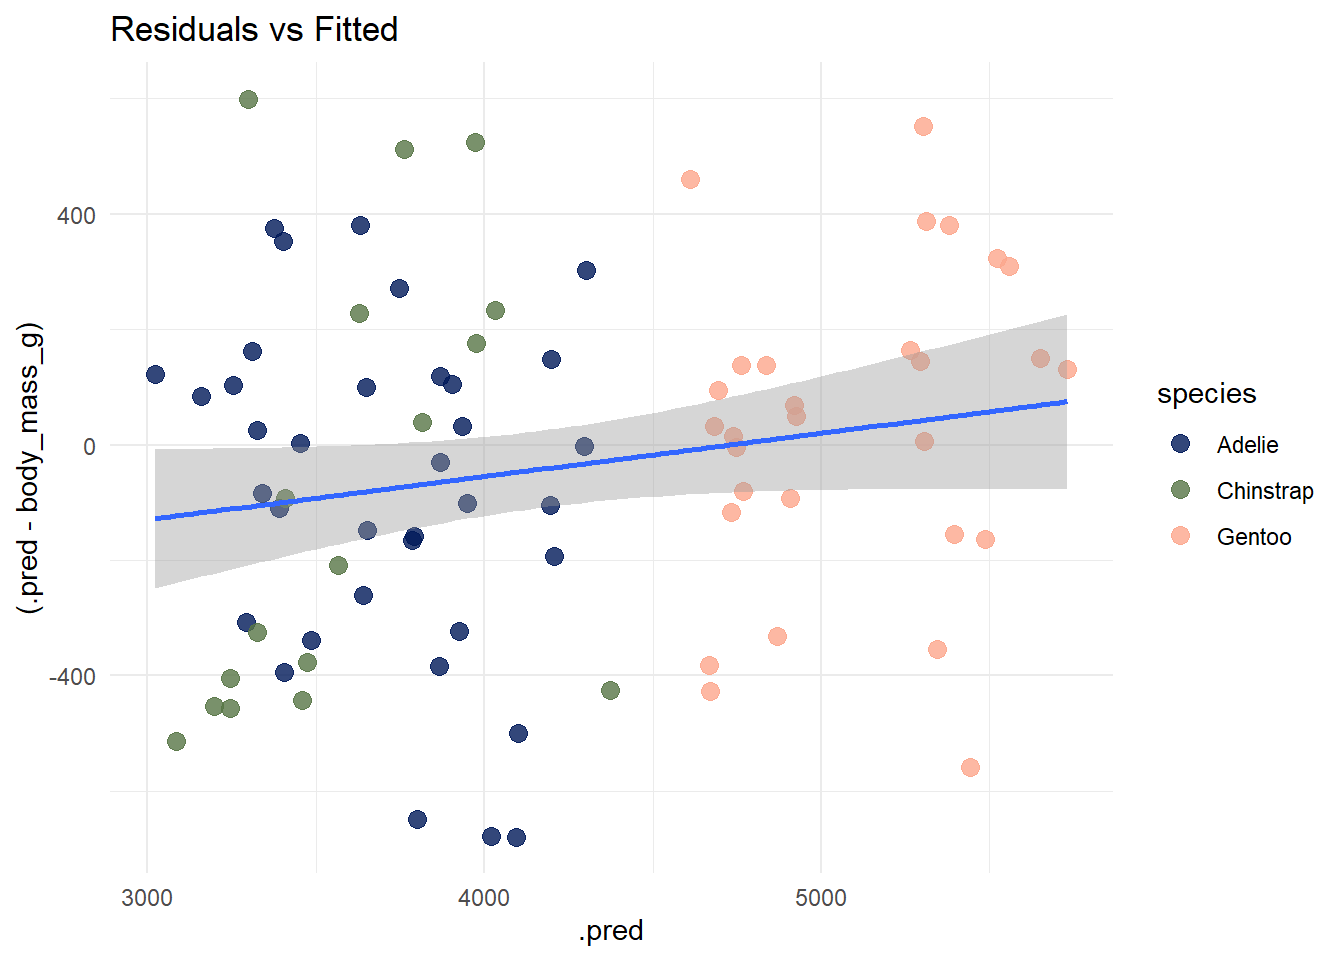 Residuals vs Fitted
(.pred - body_mass_g)
400
0
-400
3000
4000
5000
.pred
species
Adelie
Chinstrap
Gentoo